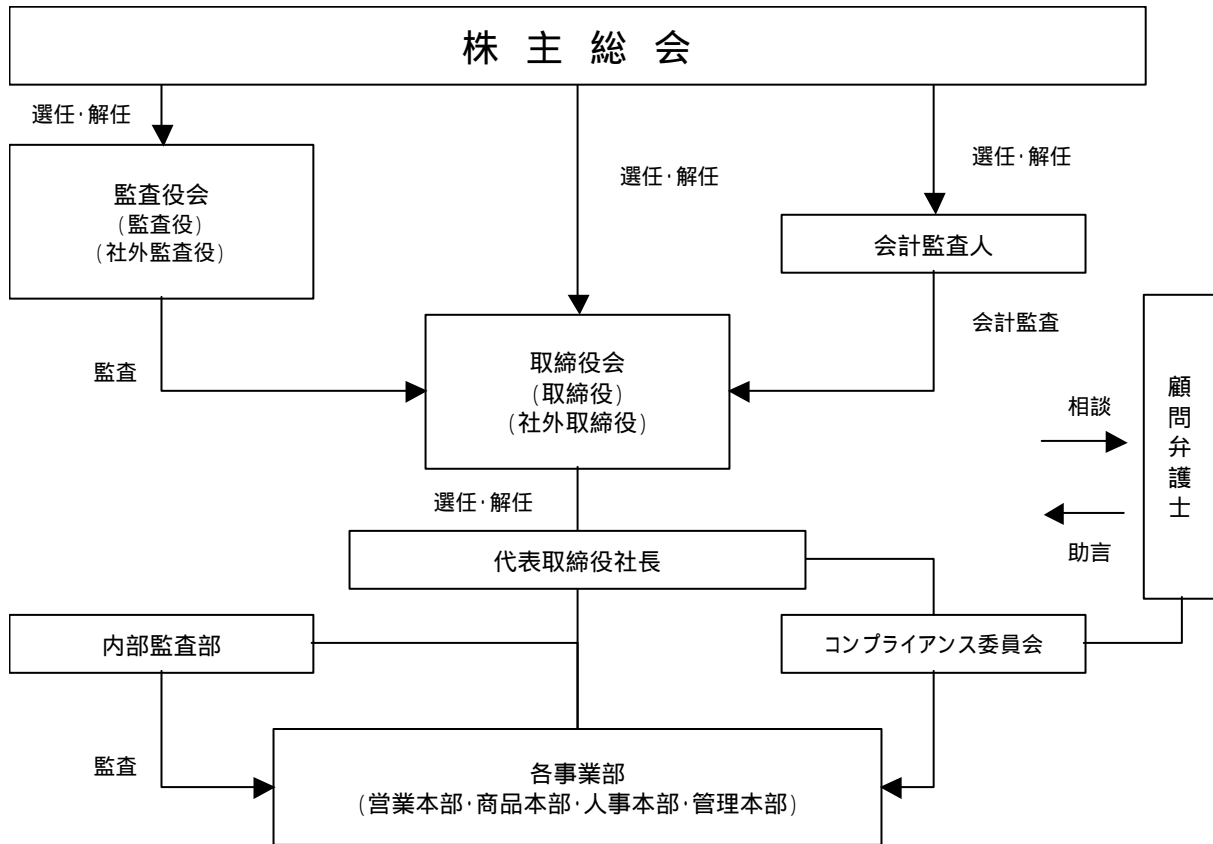 株 主 総 会
選任・解任
選任・解任
選任・解任
監査役会
(監査役)
(社外監査役)
会計監査人
会計監査
監査
取締役会
(取締役)
(社外取締役)
相談
助言
顧問弁護士
選任・解任
代表取締役社長
内部監査部
コンプライアンス委員会
監査
各事業部
(営業本部・商品本部・人事本部・管理本部)